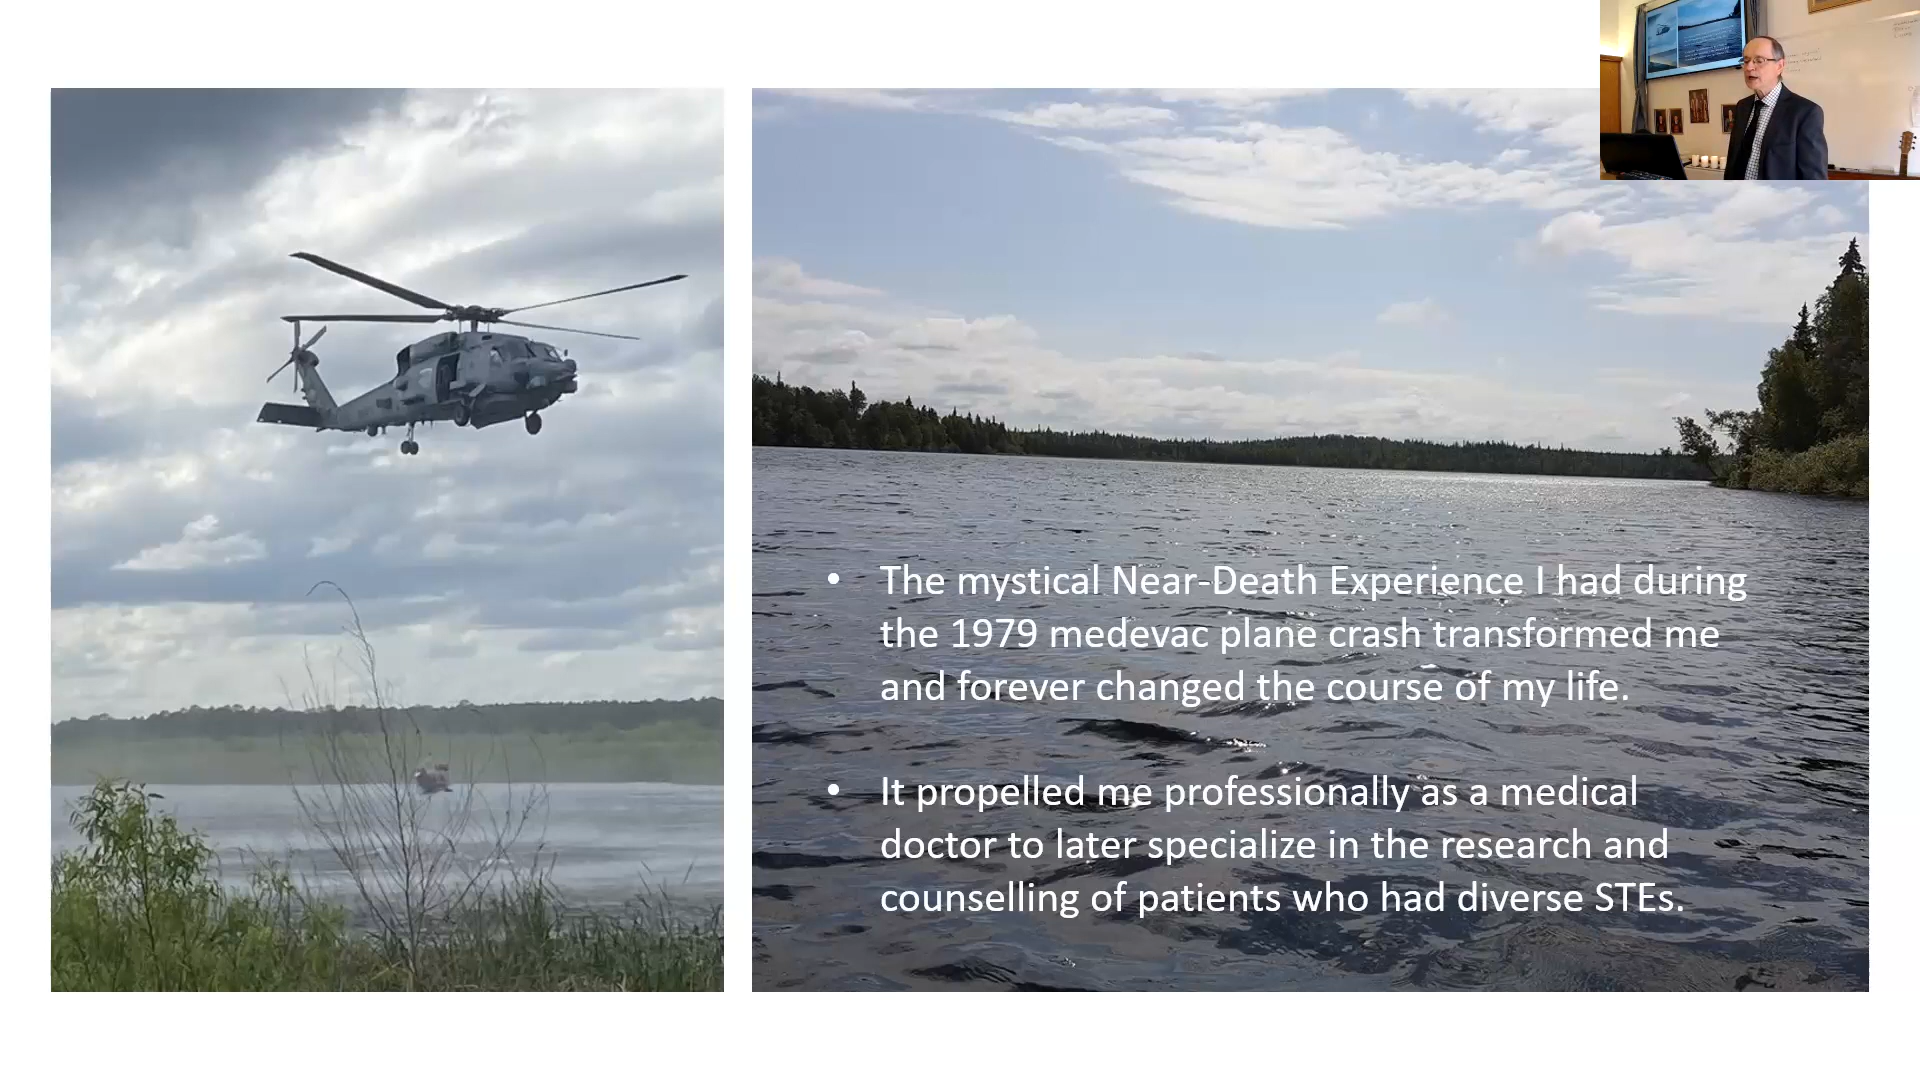 • The mystical Near-Death Experience I had during
the 1979 medevac plane crash transformed me
and forever changed the course of my life.
• It propelled me professionally as a medical
doctor to later specialize in the research and
counselling of patients who had diverse STEs.